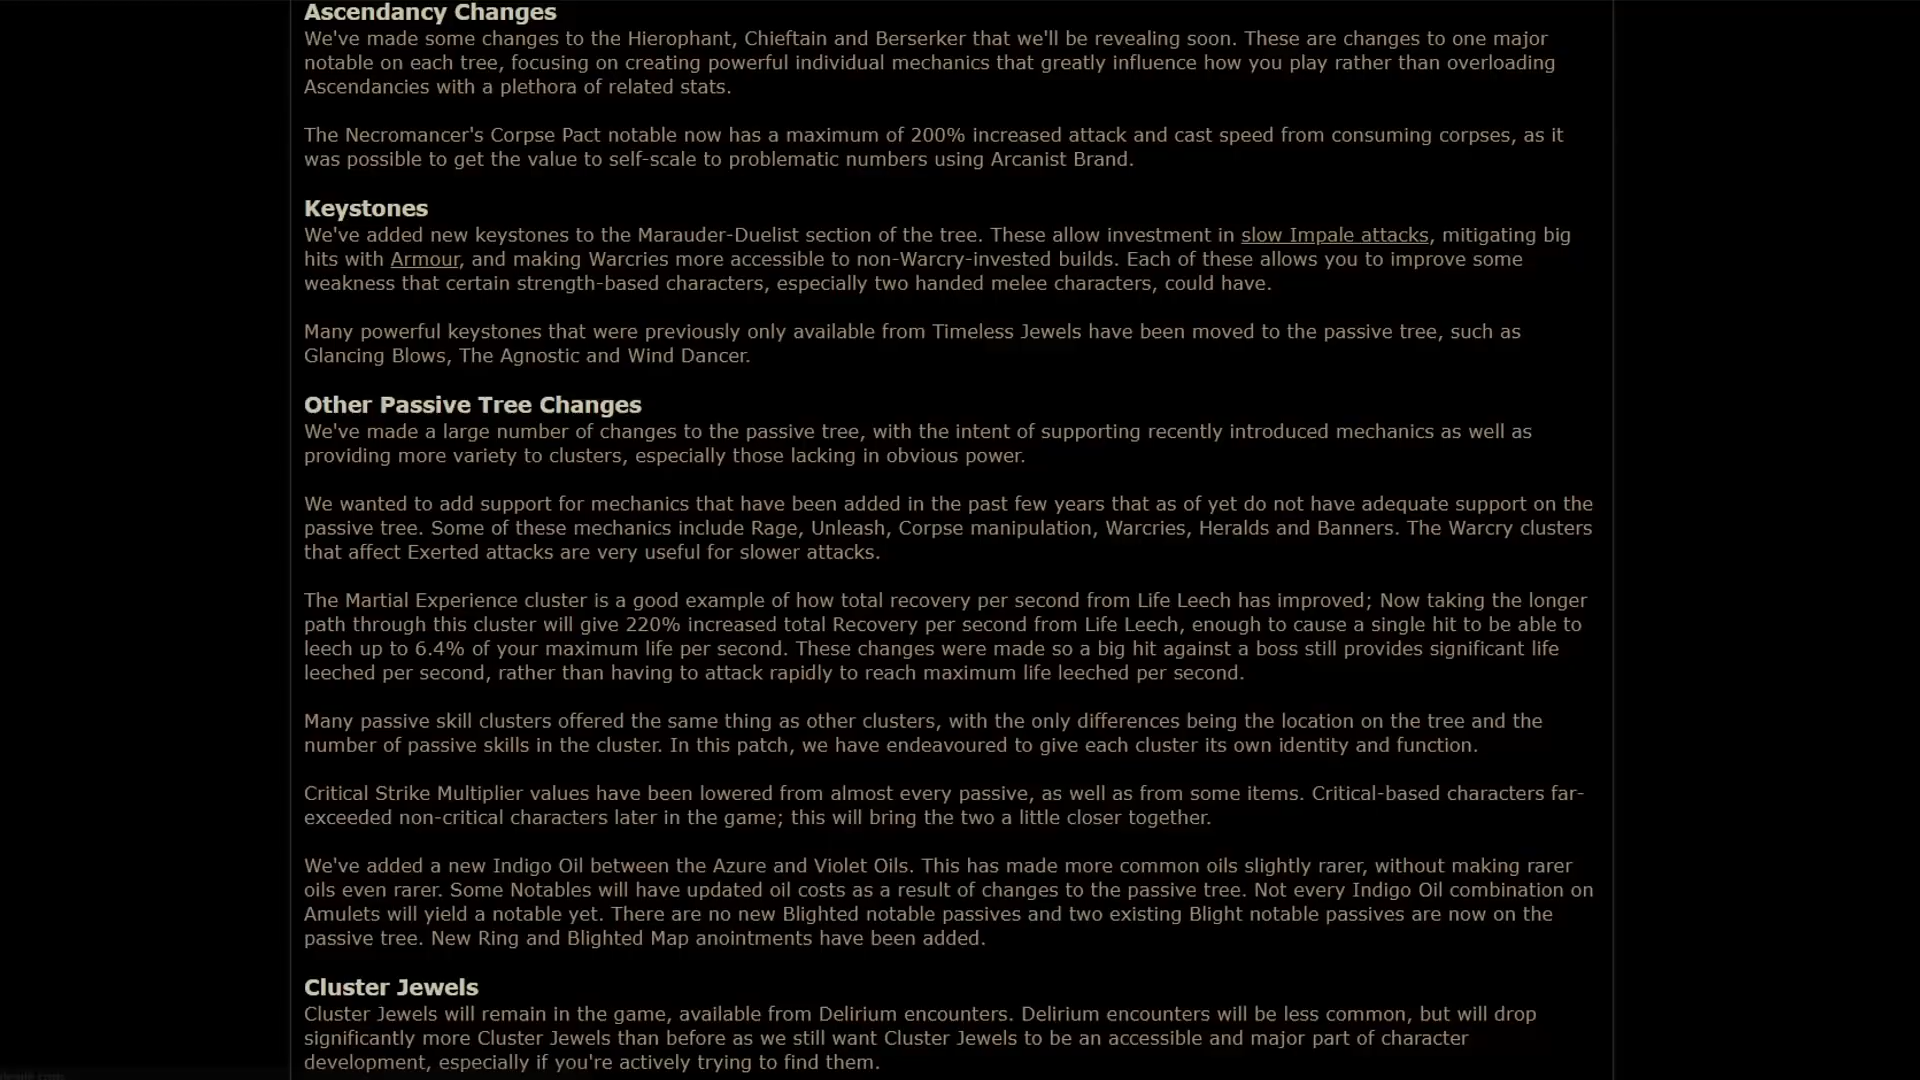 Ascendancy Changes
We've made some changes to the Hierophant, Chieftain and Berserker that we'll be revealing soon. These are changes to one major
notable on each tree, focusing on creating powerful individual mechanics that greatly influence how you play rather than overloading
Ascendancies with a plethora of related stats.
The Necromancer's Corpse Pact notable now has a maximum of 200% increased attack and cast speed from consuming corpses, as it
was possible to get the value to self-scale to problematic numbers using Arcanist Brand.
Keystones
We've added new keystones to the Marauder-Duelist section of the tree. These allow investment in slow Impale attacks, mitigating big
hits with Armour, and making Warcries more accessible to non-Warcry-invested builds. Each of these allows you to improve some
weakness that certain strength-based characters, especially two handed melee characters, could have.
Many powerful keystones that were previously only available from Timeless Jewels have been moved to the passive tree, such as
Glancing Blows, The Agnostic and Wind Dancer.
Other Passive Tree Changes
We've made a large number of changes to the passive tree, with the intent of supporting recently introduced mechanics as well as
providing more variety to clusters, especially those lacking in obvious power.
We wanted to add support for mechanics that have been added in the past few years that as of yet do not have adequate support on the
passive tree. Some of these mechanics include Rage, Unleash, Corpse manipulation, Warcries, Heralds and Banners. The Warcry clusters
that affect Exerted attacks are very useful for slower attacks.
The Martial Experience cluster is a good example of how total recovery per second from Life Leech has improved; Now taking the longer
path through this cluster will give 220% increased total Recovery per second from Life Leech, enough to cause a single hit to be able to
leech up to 6.4% of your maximum life per second. These changes were made so a big hit against a boss still provides significant life
leeched per second, rather than having to attack rapidly to reach maximum life leeched per second.
Many passive skill clusters offered the same thing as other clusters, with the only differences being the location on the tree and the
number of passive skills in the cluster. In this patch, we have endeavoured to give each cluster its own identity and function.
Critical Strike Multiplier values have been lowered from almost every passive, as well as from some items. Critical-based characters far-
exceeded non-critical characters later in the game; this will bring the two a little closer together.
We've added a new Indigo Oil between the Azure and Violet Oils. This has made more common oils slightly rarer, without making rarer
oils even rarer. Some Notables will have updated oil costs as a result of changes to the passive tree. Not every Indigo Oil combination on
Amulets will yield a notable yet. There are no new Blighted notable passives and two existing Blight notable passives are now on the
passive tree. New Ring and Blighted Map anointments have been added.
Cluster Jewels
Cluster Jewels will remain in the game, available from Delirium encounters. Delirium encounters will be less common, but will drop
significantly more Cluster Jewels than before as we still want Cluster Jewels to be an accessible and major part of character
development, especially if you're actively trying to find them.